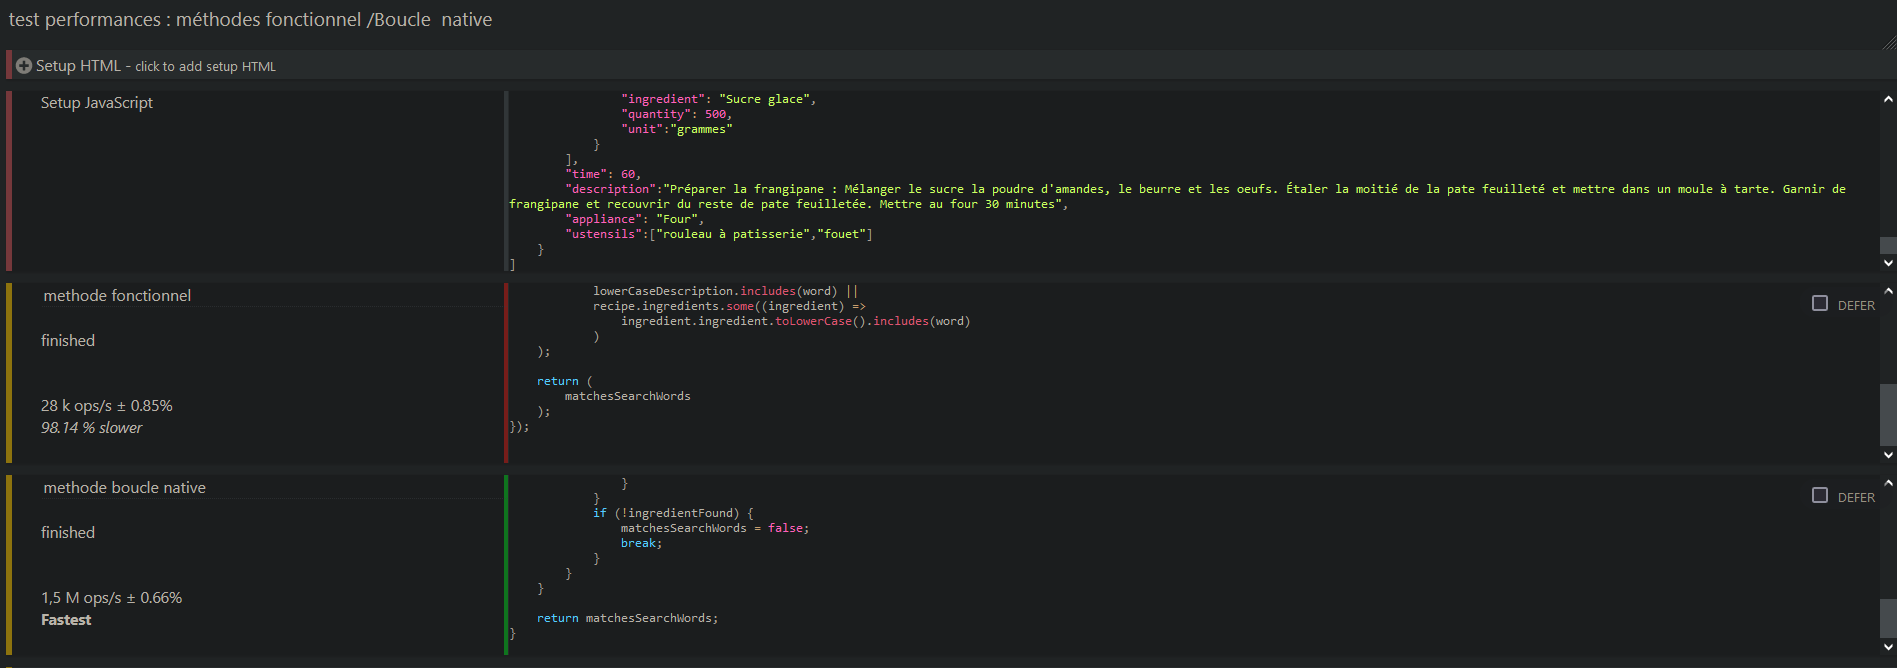 test performances : méthodes fonctionnel /Boucle  native
Setup HTML - click to add setup HTML
Setup JavaScript
"ingredient": "Sucre glace",
"quantity": 500,
"unit":"grammes"
}
],
"time": 60,
"description":"Préparer la frangipane : Mélanger le sucre la poudre d'amandes, le beurre et les oeufs. Étaler la moitié de la pate feuilleté et mettre dans un moule à tarte. Garnir de
frangipane et recouvrir du reste de pate feuilletée. Mettre au four 30 minutes",
"appliance": "Four",
"ustensils":["rouleau à patisserie","fouet"]
}
]
methode fonctionnel
finished
28 k ops/s ± 0.85%
98.14 % slower
lowerCaseDescription.includes(word) ||
recipe.ingredients.some((ingredient) =>
ingredient.ingredient.toLowerCase().includes(word)
)
);
return (
matchesSearchWords
);
});
DEFER
methode boucle native
finished
1,5 M ops/s ± 0.66%
Fastest
}
}
if (!ingredientFound) {
matchesSearchWords = false;
break;
}
}
}
return matchesSearchWords;
}
DEFER